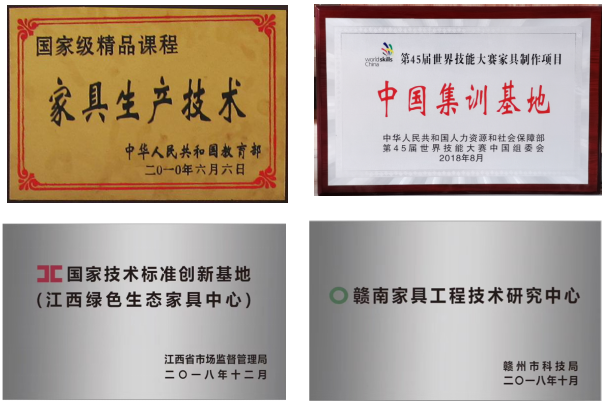 国家级精品课程
家具生产技术
中华人民共和国教育部
二〇一〇年六月六日
worldskills
China
第45届世界技能大赛家具制作项目
中国集训基地
中华人民共和国人力资源和社会保障部
第45届世界技能大赛中国组委会
2018年8月
国家技术标准创新基地
（江西绿色生态家具中心）
江西省市场监督管理局
二〇一八年十二月
赣南家具工程技术研究中心
赣州市科技局
二〇一八年十月